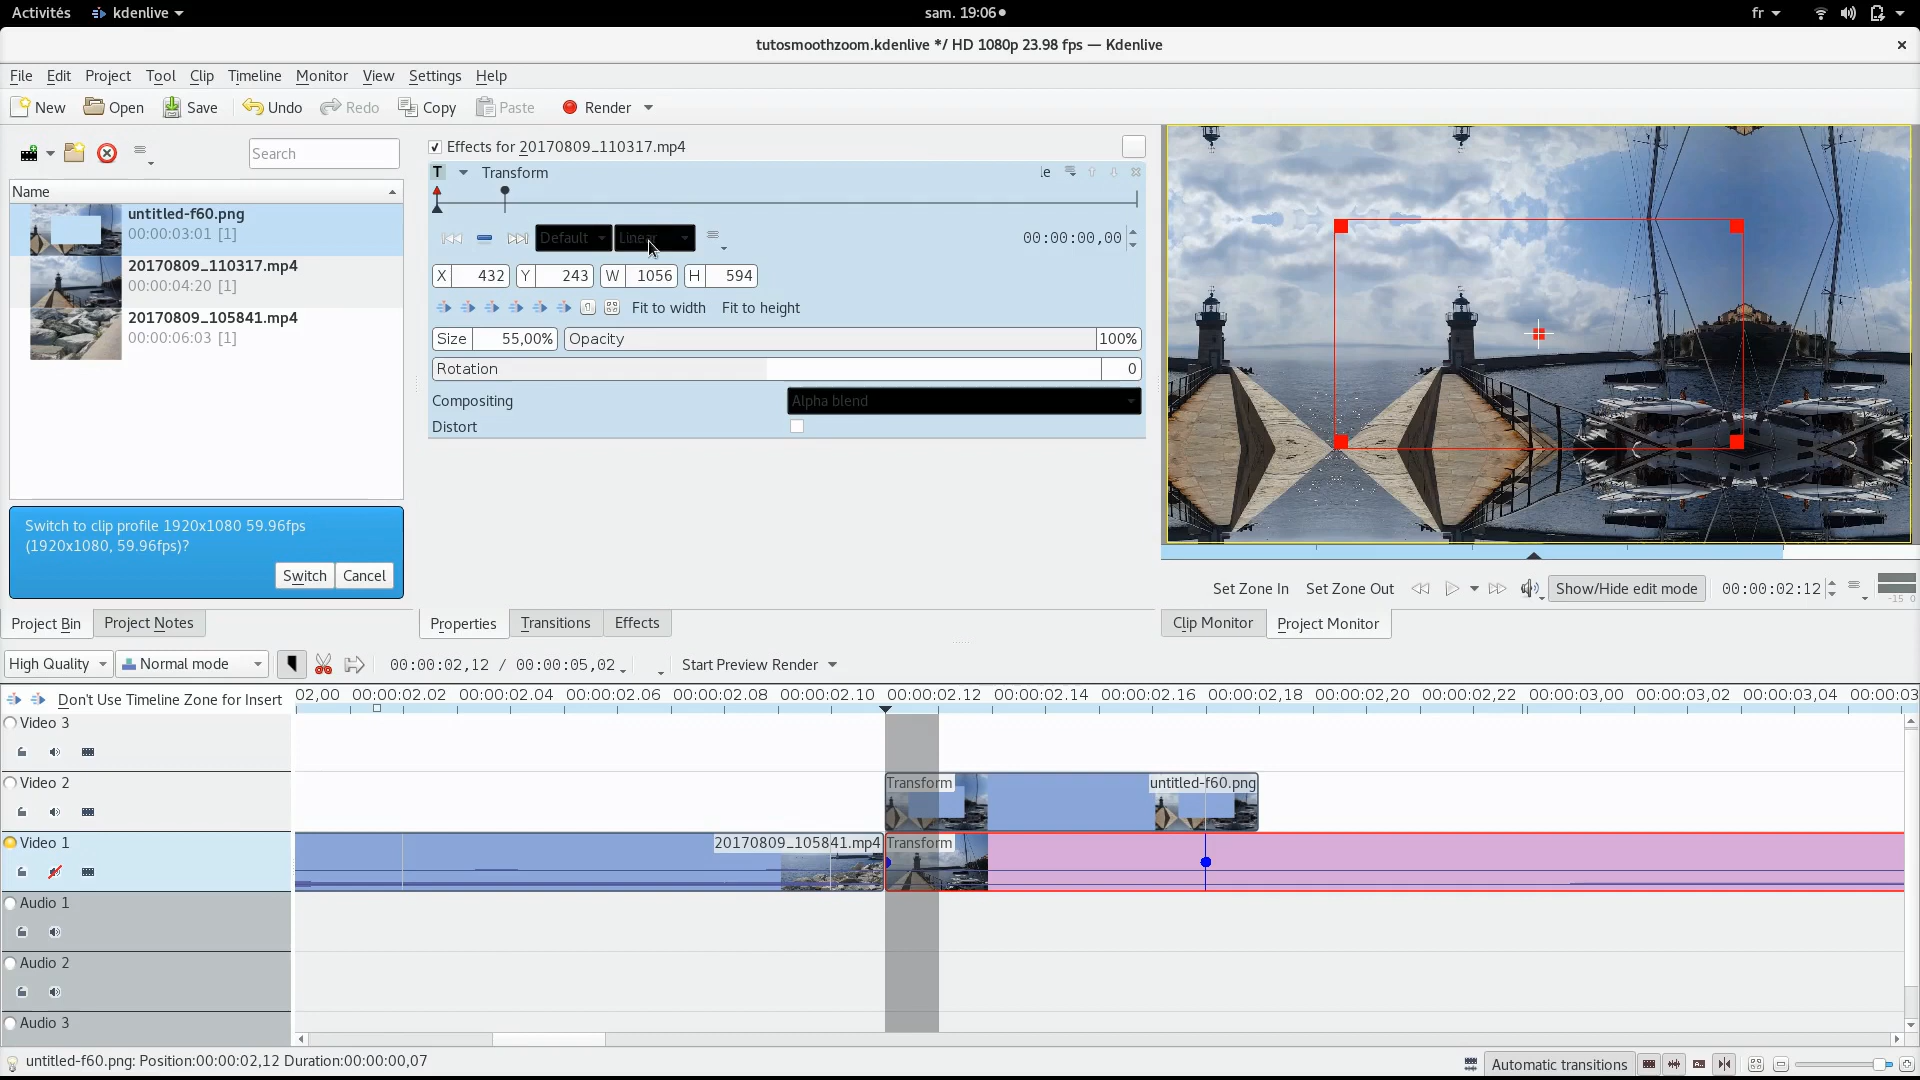 Activités kdenlive sam. 19:06 fr
tutosmoothzoom.kdenlive */ HD 1080p 23.98 fps — Kdenlive
File Edit Project Tool Clip Timeline Monitor View Settings Help
New Open Save Undo Redo Copy Paste Render
Search
Name
untitled-f60.png
00:00:03:01 [1]
20170809_110317.mp4
00:00:04:20 [1]
20170809_105841.mp4
00:00:06:03 [1]
Switch to clip profile 1920x1080 59.96fps
(1920x1080, 59.96fps)?
Switch Cancel
Project Bin Project Notes
Effects for 20170809_110317.mp4
T Transform le
Default Linear 00:00:00,00
X 432 Y 243 W 1056 H 594
Fit to width Fit to height
Size 55,00% Opacity 100%
Rotation 0
Compositing Alpha blend
Distort
Properties Transitions Effects
Set Zone In Set Zone Out Show/Hide edit mode 00:00:02:12 -15 0
Clip Monitor Project Monitor
High Quality Normal mode 00:00:02,12 / 00:00:05,02 Start Preview Render
Don't Use Timeline Zone for Insert 02,00 00:00:02.02 00:00:02.04 00:00:02.06 00:00:02.08 00:00:02.10 00:00:02.12 00:00:02.14 00:00:02.16 00:00:02,18 00:00:02,20 00:00:02,22 00:00:03,00 00:00:03,02 00:00:03,04 00:00:03
Video 3
Video 2 Transform untitled-f60.png
Video 1 20170809_105841.mp4 Transform
Audio 1
Audio 2
Audio 3
untitled-f60.png: Position:00:00:02,12 Duration:00:00:00,07 Automatic transitions